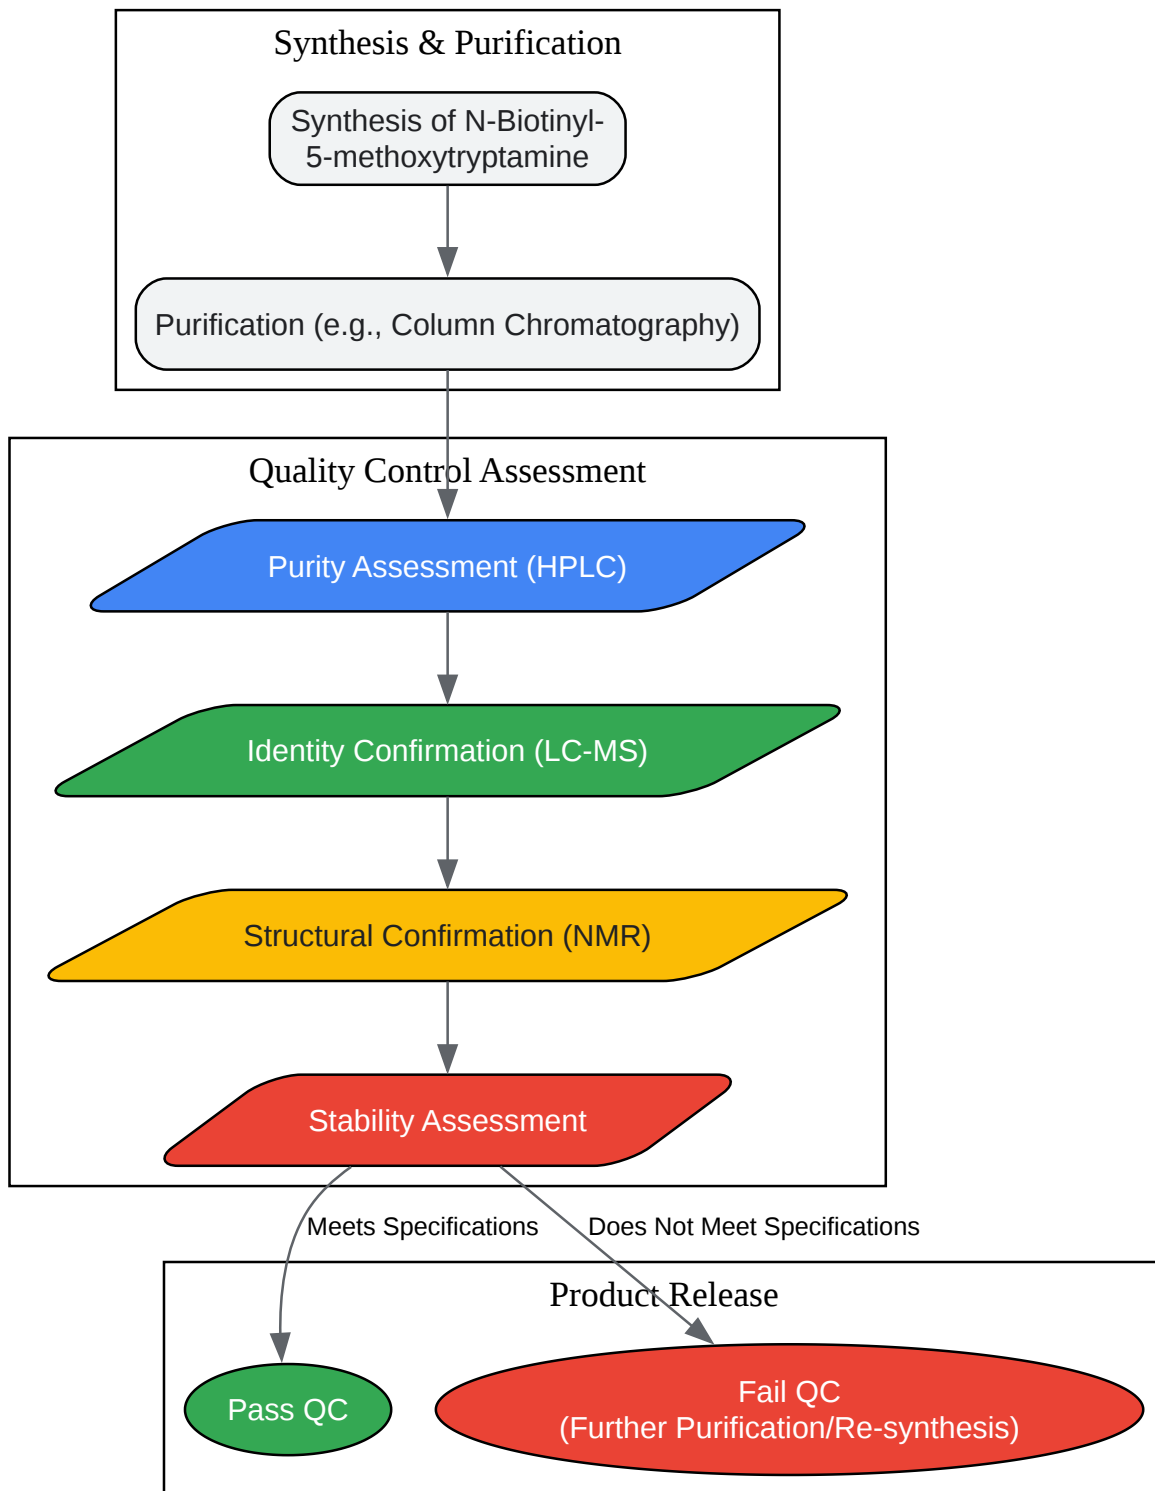 Synthesis & Purification
Synthesis of N-Biotinyl-
5-methoxytryptamine
Purification (e.g., Column Chromatography)
Quality Control Assessment
Purity Assessment (HPLC)
Identity Confirmation (LC-MS)
Structural Confirmation (NMR)
Stability Assessment
Meets Specifications
Does Not Meet Specifications
Product Release
Pass QC
Fail QC
(Further Purification/Re-synthesis)